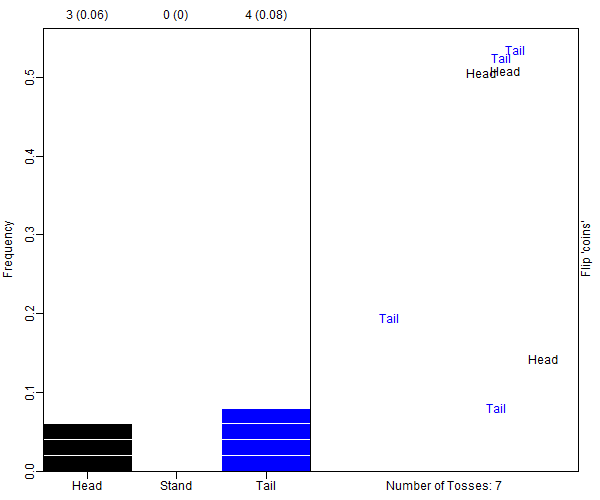 3 (0.06) 0 (0) 4 (0.08)
Frequency
0.5
0.4
0.3
0.2
0.1
0.0
Head Stand Tail
Tail
Tail
Head
Head
Tail
Head
Tail
Number of Tosses: 7
Flip 'coins'